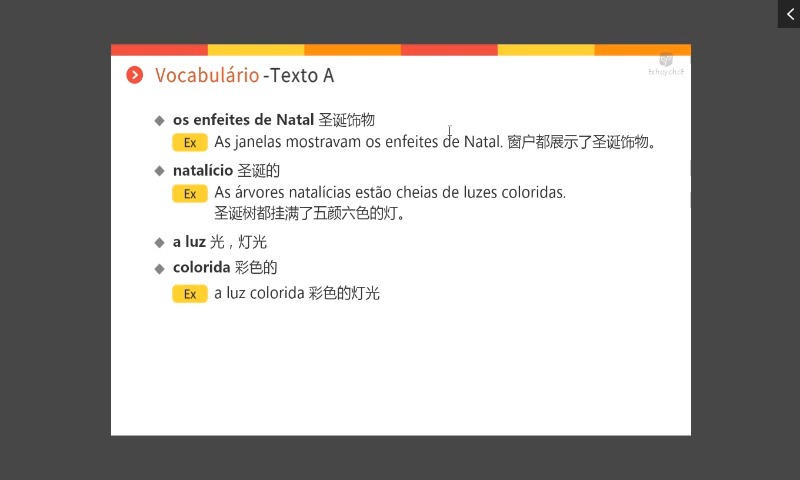 Vocabulário-Texto A
os enfeites de Natal 圣诞饰物
Ex As janelas mostravam os enfeites de Natal. 窗户都展示了圣诞饰物。
natalício 圣诞的
Ex As árvores natalícias estão cheias de luzes coloridas.
圣诞树都挂满了五颜六色的灯。
a luz 光，灯光
colorida 彩色的
Ex a luz colorida 彩色的灯光